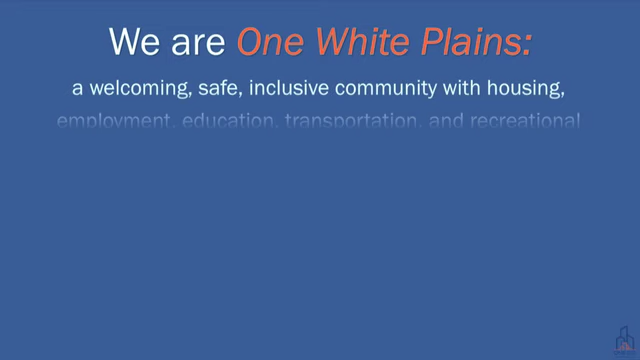 We are One White Plains:
a welcoming, safe, inclusive community with housing,
employment, education, transportation, and recreational